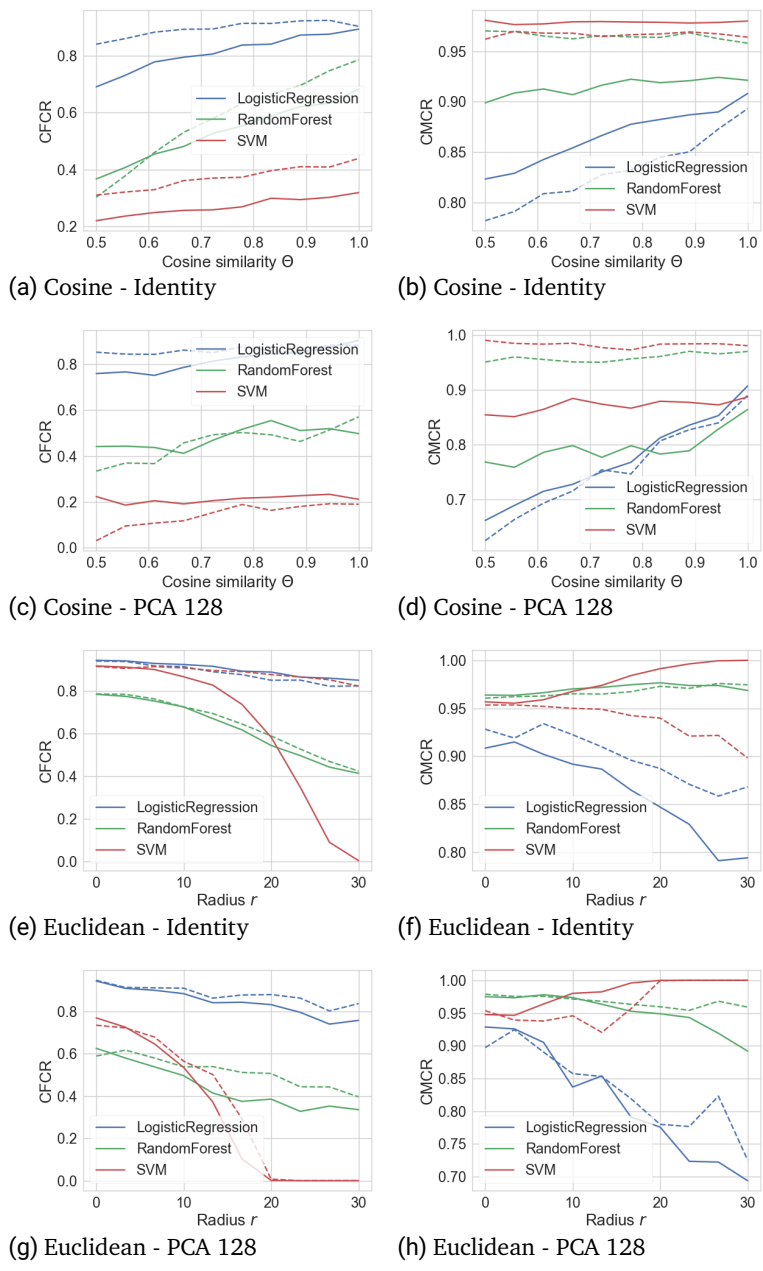 CFCR
0.8
0.6
0.4
0.2
LogisticRegression
RandomForest
SVM
0.5 0.6 0.7 0.8 0.9 1.0
Cosine similarity Θ
(a) Cosine - Identity
CMCR
0.95
0.90
0.85
0.80
LogisticRegression
RandomForest
SVM
0.5 0.6 0.7 0.8 0.9 1.0
Cosine similarity Θ
(b) Cosine - Identity
CFCR
0.8
0.6
0.4
0.2
0.0
LogisticRegression
RandomForest
SVM
0.5 0.6 0.7 0.8 0.9 1.0
Cosine similarity Θ
(c) Cosine - PCA 128
CMCR
1.0
0.9
0.8
0.7
LogisticRegression
RandomForest
SVM
0.5 0.6 0.7 0.8 0.9 1.0
Cosine similarity Θ
(d) Cosine - PCA 128
CFCR
0.8
0.6
0.4
0.2
0.0
LogisticRegression
RandomForest
SVM
0 10 20 30
Radius r
(e) Euclidean - Identity
CMCR
1.00
0.95
0.90
0.85
0.80
LogisticRegression
RandomForest
SVM
0 10 20 30
Radius r
(f) Euclidean - Identity
CFCR
0.8
0.6
0.4
0.2
0.0
LogisticRegression
RandomForest
SVM
0 10 20 30
Radius r
(g) Euclidean - PCA 128
CMCR
1.00
0.95
0.90
0.85
0.80
0.75
0.70
LogisticRegression
RandomForest
SVM
0 10 20 30
Radius r
(h) Euclidean - PCA 128